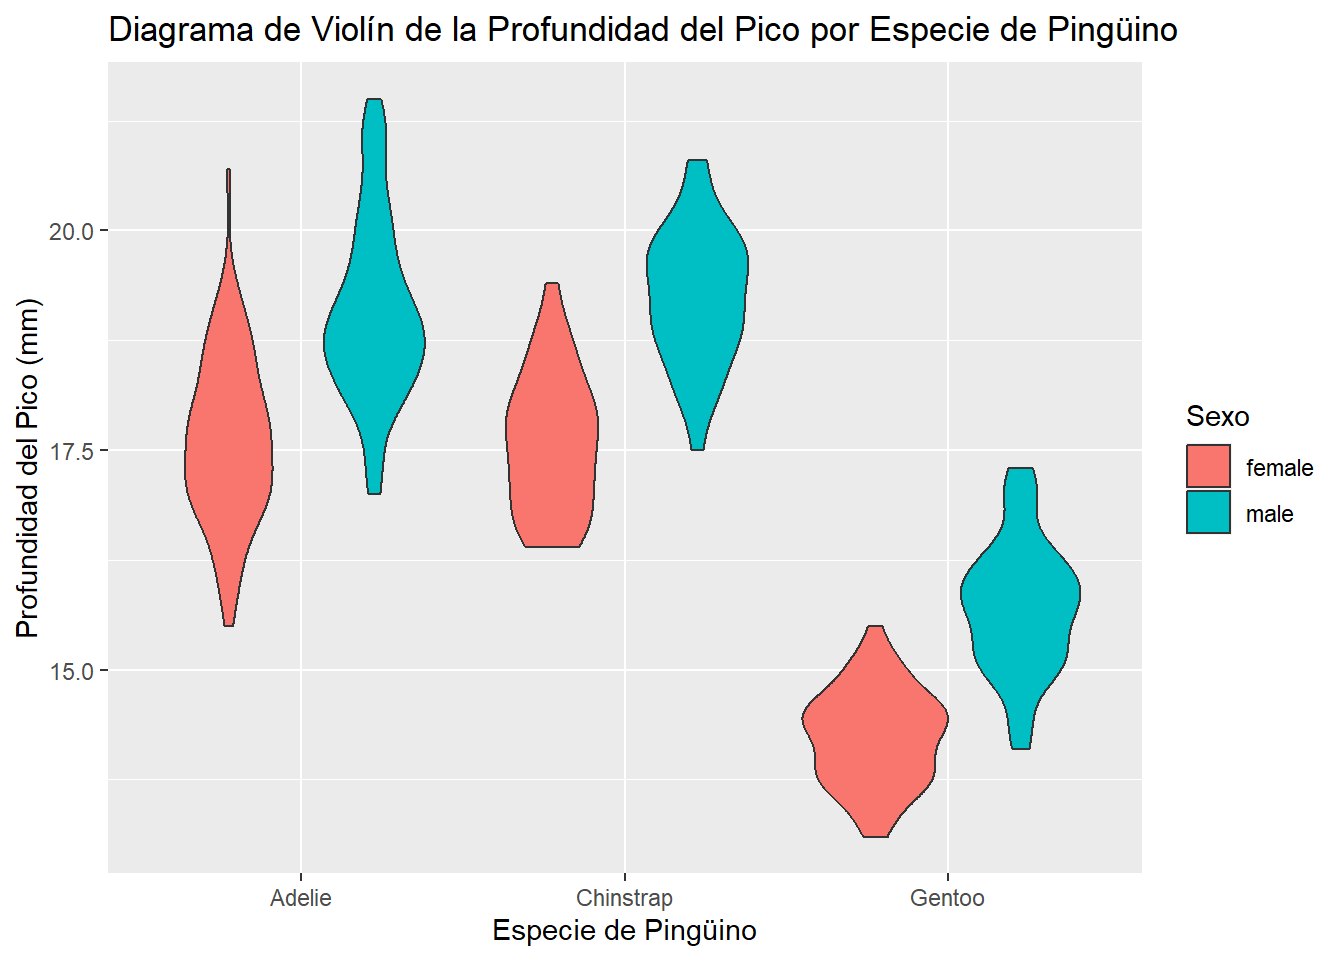 Diagrama de Violín de la Profundidad del Pico por Especie de Pingüino
Profundidad del Pico (mm)
20.0
17.5
15.0
Adelie
Chinstrap
Gentoo
Especie de Pingüino
Sexo
female
male